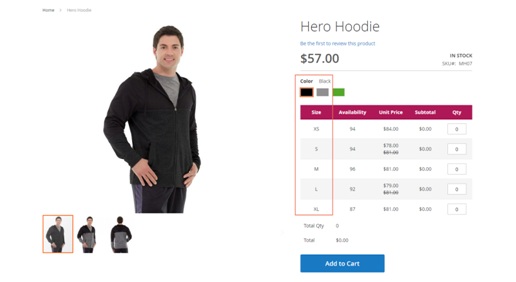 Home > Hero Hoodie
Hero Hoodie
Be the first to review this product
$57.00
IN STOCK
SKU#: MH07
Color Black
Size Availability Unit Price Subtotal Qty
XS 94 $84.00 $0.00 0
S 94 $78.00 $81.00 $0.00 0
M 96 $81.00 $0.00 0
L 92 $79.00 $81.00 $0.00 0
XL 87 $81.00 $0.00 0
Total Qty 0
Total $0.00
Add to Cart